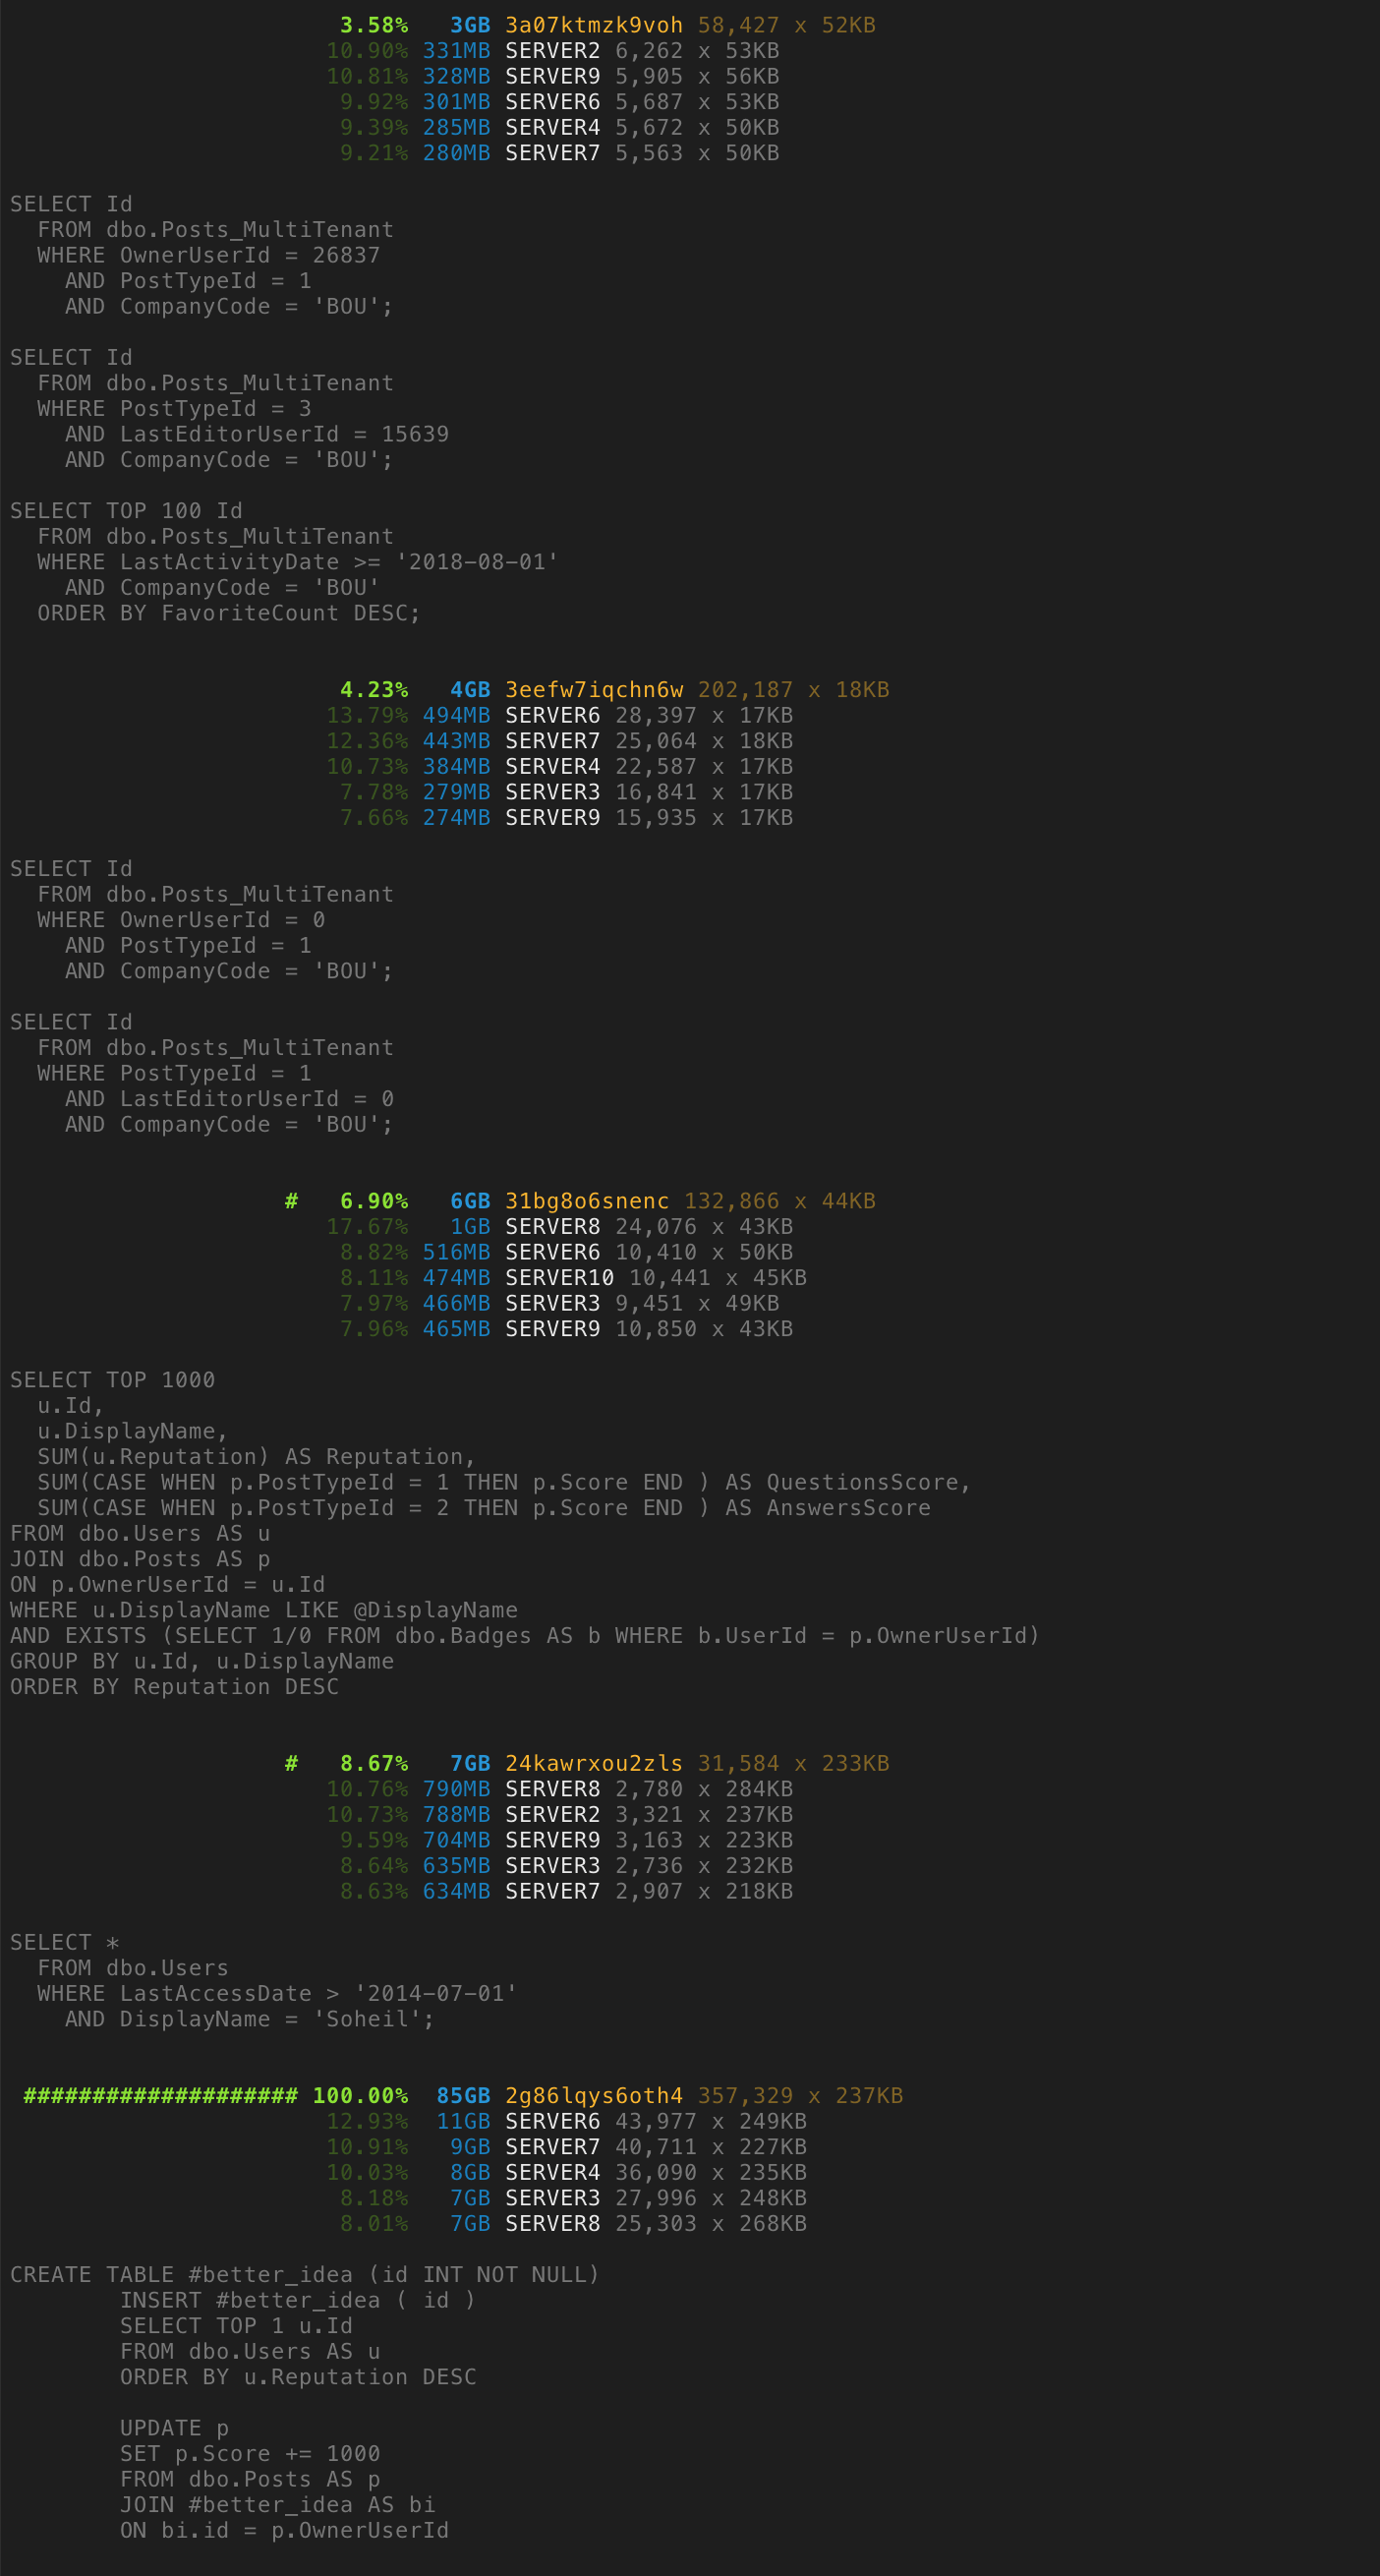 3.58% 3GB 3a07ktmzk9voh 58,427 x 52KB
10.90% 331MB SERVER2 6,262 x 53KB
10.81% 328MB SERVER9 5,905 x 56KB
9.92% 301MB SERVER6 5,687 x 53KB
9.39% 285MB SERVER4 5,672 x 50KB
9.21% 280MB SERVER7 5,563 x 50KB
SELECT Id
FROM dbo.Posts_MultiTenant
WHERE OwnerUserId = 26837
AND PostTypeId = 1
AND CompanyCode = 'BOU';
SELECT Id
FROM dbo.Posts_MultiTenant
WHERE PostTypeId = 3
AND LastEditorUserId = 15639
AND CompanyCode = 'BOU';
SELECT TOP 100 Id
FROM dbo.Posts_MultiTenant
WHERE LastActivityDate >= '2018-08-01'
AND CompanyCode = 'BOU'
ORDER BY FavoriteCount DESC;
4.23% 4GB 3eefw7iqchn6w 202,187 x 18KB
13.79% 494MB SERVER6 28,397 x 17KB
12.36% 443MB SERVER7 25,064 x 18KB
10.73% 384MB SERVER4 22,587 x 17KB
7.78% 279MB SERVER3 16,841 x 17KB
7.66% 274MB SERVER9 15,935 x 17KB
SELECT Id
FROM dbo.Posts_MultiTenant
WHERE OwnerUserId = 0
AND PostTypeId = 1
AND CompanyCode = 'BOU';
SELECT Id
FROM dbo.Posts_MultiTenant
WHERE PostTypeId = 1
AND LastEditorUserId = 0
AND CompanyCode = 'BOU';
# 6.90% 6GB 31bg8o6snenc 132,866 x 44KB
17.67% 1GB SERVER8 24,076 x 43KB
8.82% 516MB SERVER6 10,410 x 50KB
8.11% 474MB SERVER10 10,441 x 45KB
7.97% 466MB SERVER3 9,451 x 49KB
7.96% 465MB SERVER9 10,850 x 43KB
SELECT TOP 1000
u.Id,
u.DisplayName,
SUM(u.Reputation) AS Reputation,
SUM(CASE WHEN p.PostTypeId = 1 THEN p.Score END ) AS QuestionsScore,
SUM(CASE WHEN p.PostTypeId = 2 THEN p.Score END ) AS AnswersScore
FROM dbo.Users AS u
JOIN dbo.Posts AS p
ON p.OwnerUserId = u.Id
WHERE u.DisplayName LIKE @DisplayName
AND EXISTS (SELECT 1/0 FROM dbo.Badges AS b WHERE b.UserId = p.OwnerUserId)
GROUP BY u.Id, u.DisplayName
ORDER BY Reputation DESC
# 8.67% 7GB 24kawrxou2zls 31,584 x 233KB
10.76% 790MB SERVER8 2,780 x 284KB
10.73% 788MB SERVER2 3,321 x 237KB
9.59% 704MB SERVER9 3,163 x 223KB
8.64% 635MB SERVER3 2,736 x 232KB
8.63% 634MB SERVER7 2,907 x 218KB
SELECT *
FROM dbo.Users
WHERE LastAccessDate > '2014-07-01'
AND DisplayName = 'Soheil';
#################### 100.00% 85GB 2g86lqys6oth4 357,329 x 237KB
12.93% 11GB SERVER6 43,977 x 249KB
10.91% 9GB SERVER7 40,711 x 227KB
10.03% 8GB SERVER4 36,090 x 235KB
8.18% 7GB SERVER3 27,996 x 248KB
8.01% 7GB SERVER8 25,303 x 268KB
CREATE TABLE #better_idea (id INT NOT NULL)
INSERT #better_idea ( id )
SELECT TOP 1 u.Id
FROM dbo.Users AS u
ORDER BY u.Reputation DESC
UPDATE p
SET p.Score += 1000
FROM dbo.Posts AS p
JOIN #better_idea AS bi
ON bi.id = p.OwnerUserId